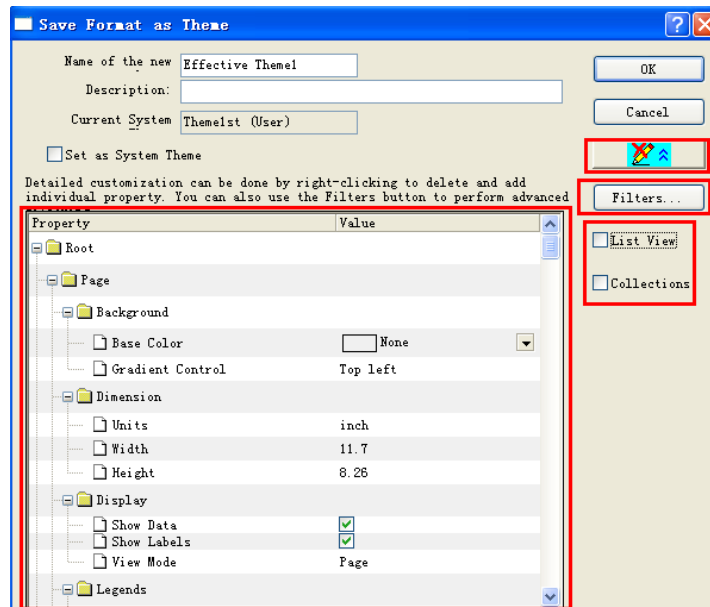 Save Format as Theme
Name of the new
Effective Theme1
OK
Description:
Cancel
Current System
Theme1st (User)
Set as System Theme
Detailed customization can be done by right-clicking to delete and add
individual property. You can also use the Filters button to perform advanced
Filters...
Property Value
List View
Root
Collections
Page
Background
Base Color None
Gradient Control Top left
Dimension
Units inch
Width 11.7
Height 8.26
Display
Show Data
Show Labels
View Mode Page
Legends